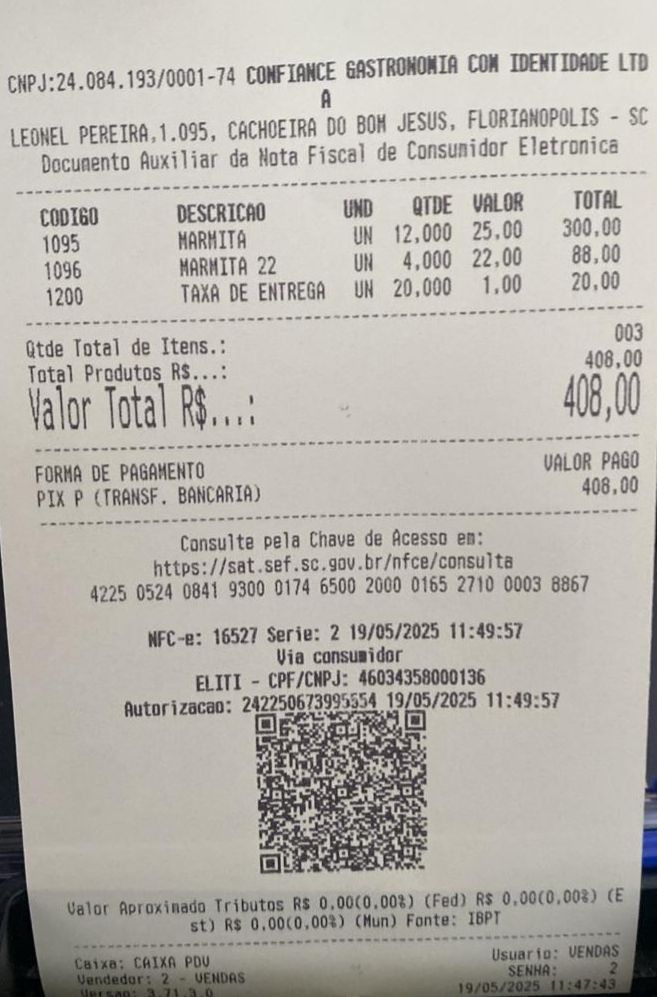 CNPJ:24.084.193/0001-74 CONFIANCE GASTRONOMIA COM IDENTIDADE LTD
A
LEONEL PEREIRA,1.095, CACHOEIRA DO BOM JESUS, FLORIANOPOLIS - SC
Documento Auxiliar da Nota Fiscal de Consumidor Eletronica
CODIGO DESCRICAO UND QTDE VALOR TOTAL
1095 MARMITA UN 12,000 25,00 300,00
1096 MARMITA 22 UN 4,000 22,00 88,00
1200 TAXA DE ENTREGA UN 20,000 1,00 20,00
Qtde Total de Itens.: 003
Total Produtos R$...: 408,00
Valor Total R$...: 408,00
FORMA DE PAGAMENTO VALOR PAGO
PIX P (TRANSF. BANCARIA) 408,00
Consulte pela Chave de Acesso em:
https://sat.sef.sc.gov.br/nfce/consulta
4225 0524 0841 9300 0174 6500 2000 0165 2710 0003 8867
NFC-e: 16527 Serie: 2 19/05/2025 11:49:57
Via consumidor
ELITI - CPF/CNPJ: 46034358000136
Autorizacao: 242250673995554 19/05/2025 11:49:57
Valor Aproximado Tributos R$ 0,00(0,00%) (Fed) R$ 0,00(0,00%) (E
st) R$ 0,00(0,00%) (Mun) Fonte: IBPT
Caixa: CAIXA PDV Usuario: VENDAS
Vendedor: 2 - VENDAS SENHA: 2
Versao: 3.71.3.0 19/05/2025 11:47:43